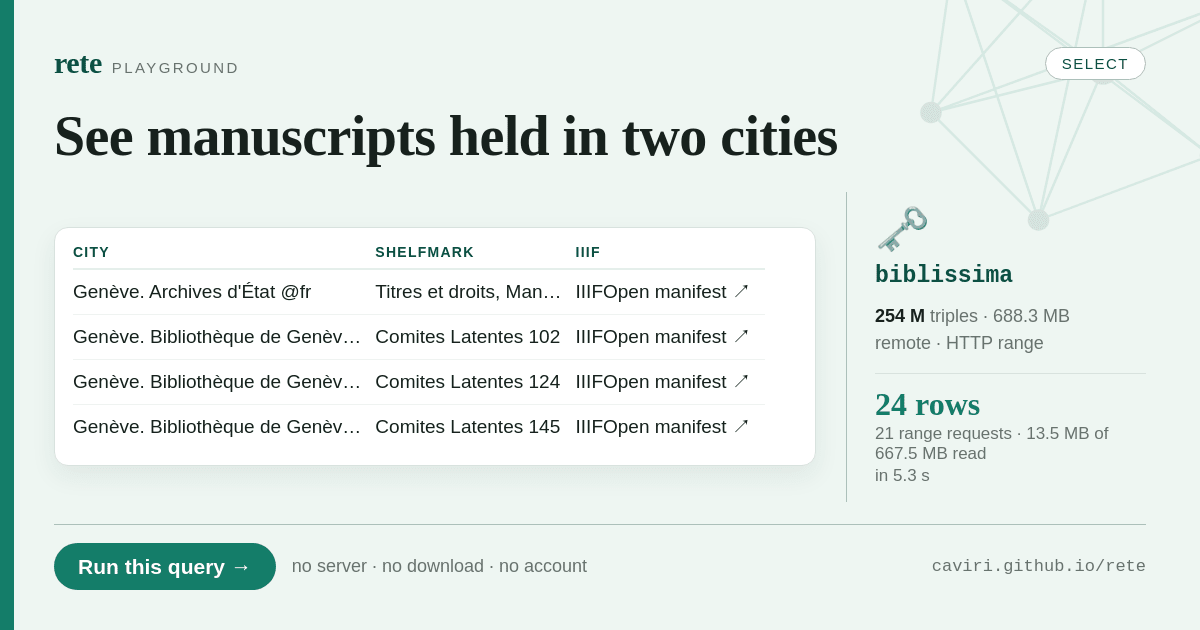 rete PLAYGROUND
SELECT
See manuscripts held in two cities
CITY SHELFMARK IIIF
Genève. Archives d'État @fr Titres et droits, Man… IIIFOpen manifest ↗
Genève. Bibliothèque de Genèv… Comites Latentes 102 IIIFOpen manifest ↗
Genève. Bibliothèque de Genèv… Comites Latentes 124 IIIFOpen manifest ↗
Genève. Bibliothèque de Genèv… Comites Latentes 145 IIIFOpen manifest ↗
biblissima
254 M triples · 688.3 MB
remote · HTTP range
24 rows
21 range requests · 13.5 MB of
667.5 MB read
in 5.3 s
Run this query → no server · no download · no account caviri.github.io/rete